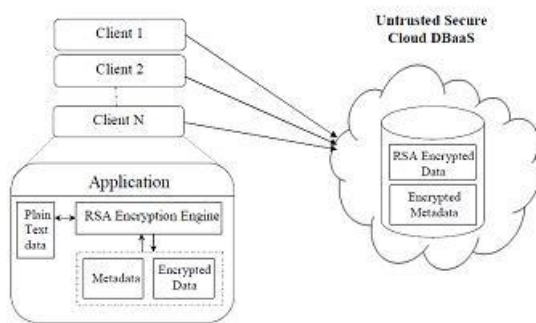 Untrusted Secure
Cloud DBaaS
Client 1
Client 2
Client N
RSA Encrypted
Data
Encrypted
Metadata
Application
Plain
Text
data
RSA Encryption Engine
Metadata
Encrypted
Data